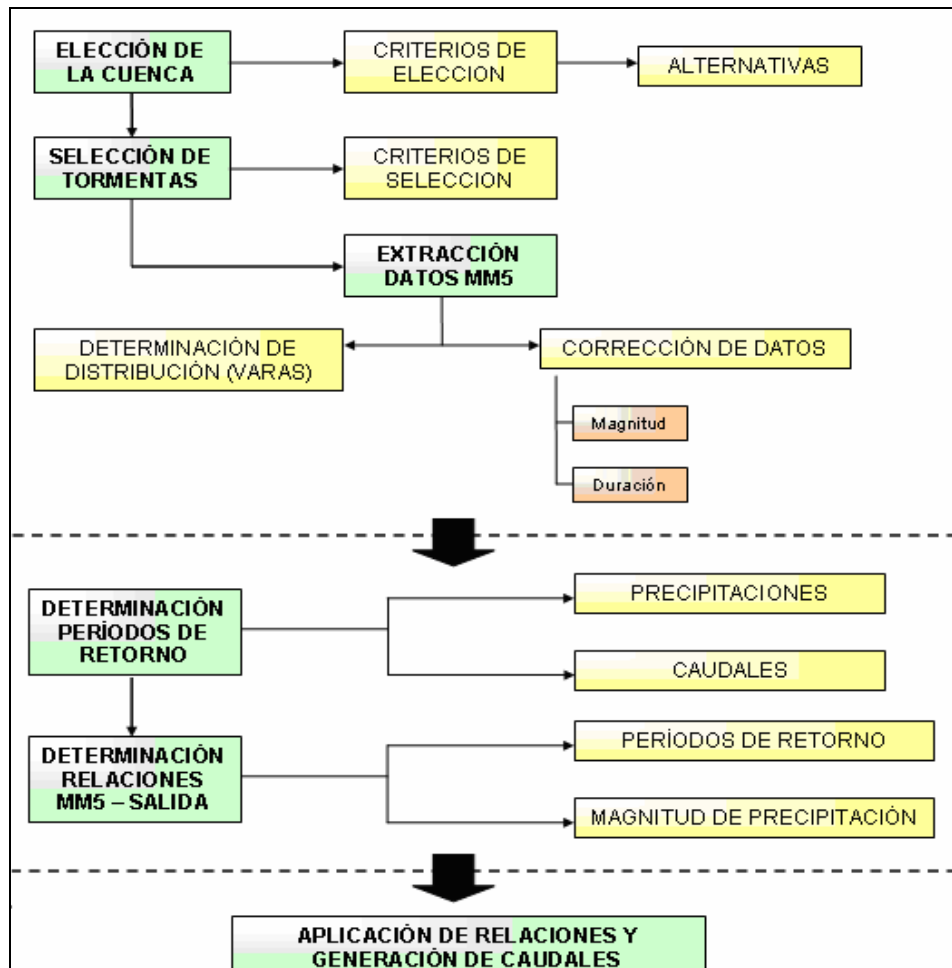 ELECCIÓN DE
LA CUENCA
CRITERIOS DE
ELECCION
ALTERNATIVAS
SELECCIÓN DE
TORMENTAS
CRITERIOS DE
SELECCION
EXTRACCIÓN
DATOS MM5
DETERMINACIÓN DE
DISTRIBUCIÓN (VARAS)
CORRECCIÓN DE DATOS
Magnitud
Duración
DETERMINACIÓN
PERÍODOS DE
RETORNO
PRECIPITACIONES
CAUDALES
DETERMINACIÓN
RELACIONES
MM5 – SALIDA
PERÍODOS DE RETORNO
MAGNITUD DE PRECIPITACIÓN
APLICACIÓN DE RELACIONES Y
GENERACIÓN DE CAUDALES